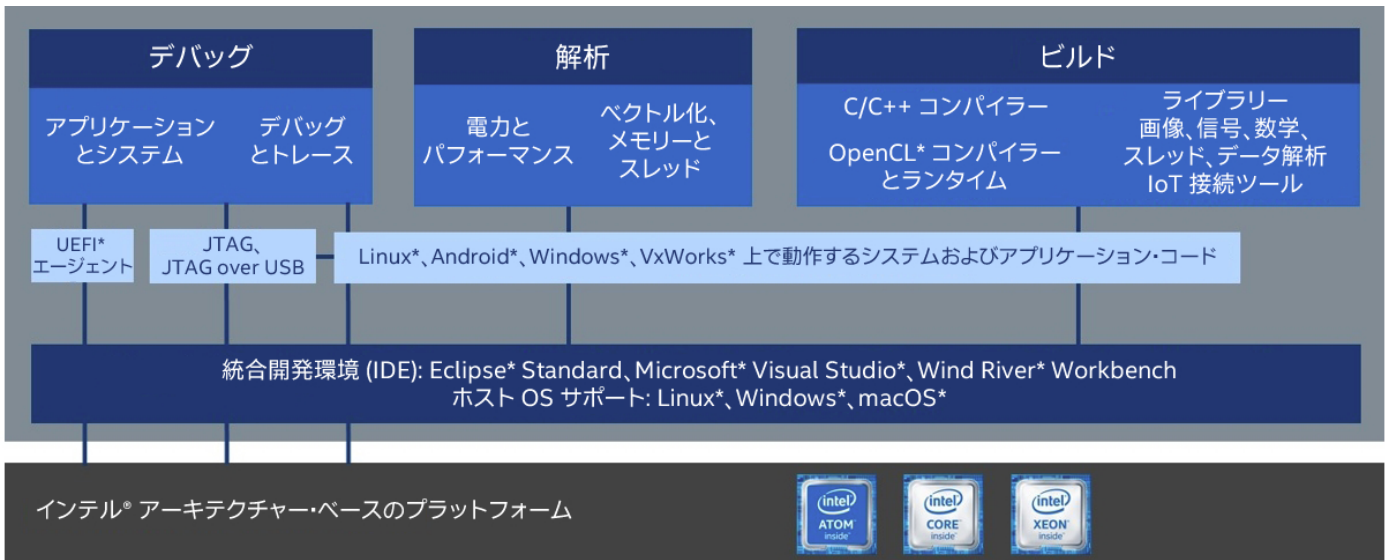 デバッグ
アプリケーション
とシステム
デバッグ
とトレース
解析
電力と
パフォーマンス
ベクトル化、
メモリーと
スレッド
ビルド
C/C++ コンパイラー
OpenCL* コンパイラー
とランタイム
ライブラリー
画像、信号、数学、
スレッド、データ解析
IoT 接続ツール
UEFI*
エージェント
JTAG、
JTAG over USB
Linux*、Android*、Windows*、VxWorks* 上で動作するシステムおよびアプリケーション・コード
統合開発環境 (IDE): Eclipse* Standard、Microsoft* Visual Studio*、Wind River* Workbench
ホスト OS サポート: Linux*、Windows*、macOS*
インテル® アーキテクチャー・ベースのプラットフォーム
intel
ATOM™
inside™
intel
CORE™
inside™
intel
XEON™
inside™